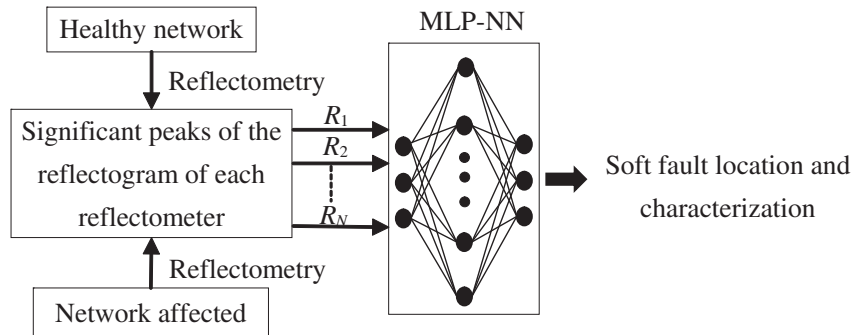 Healthy network
MLP-NN
Reflectometry
Significant peaks of the
reflectogram of each
reflectometer
R1
R2
RN
Soft fault location and
characterization
Reflectometry
Network affected